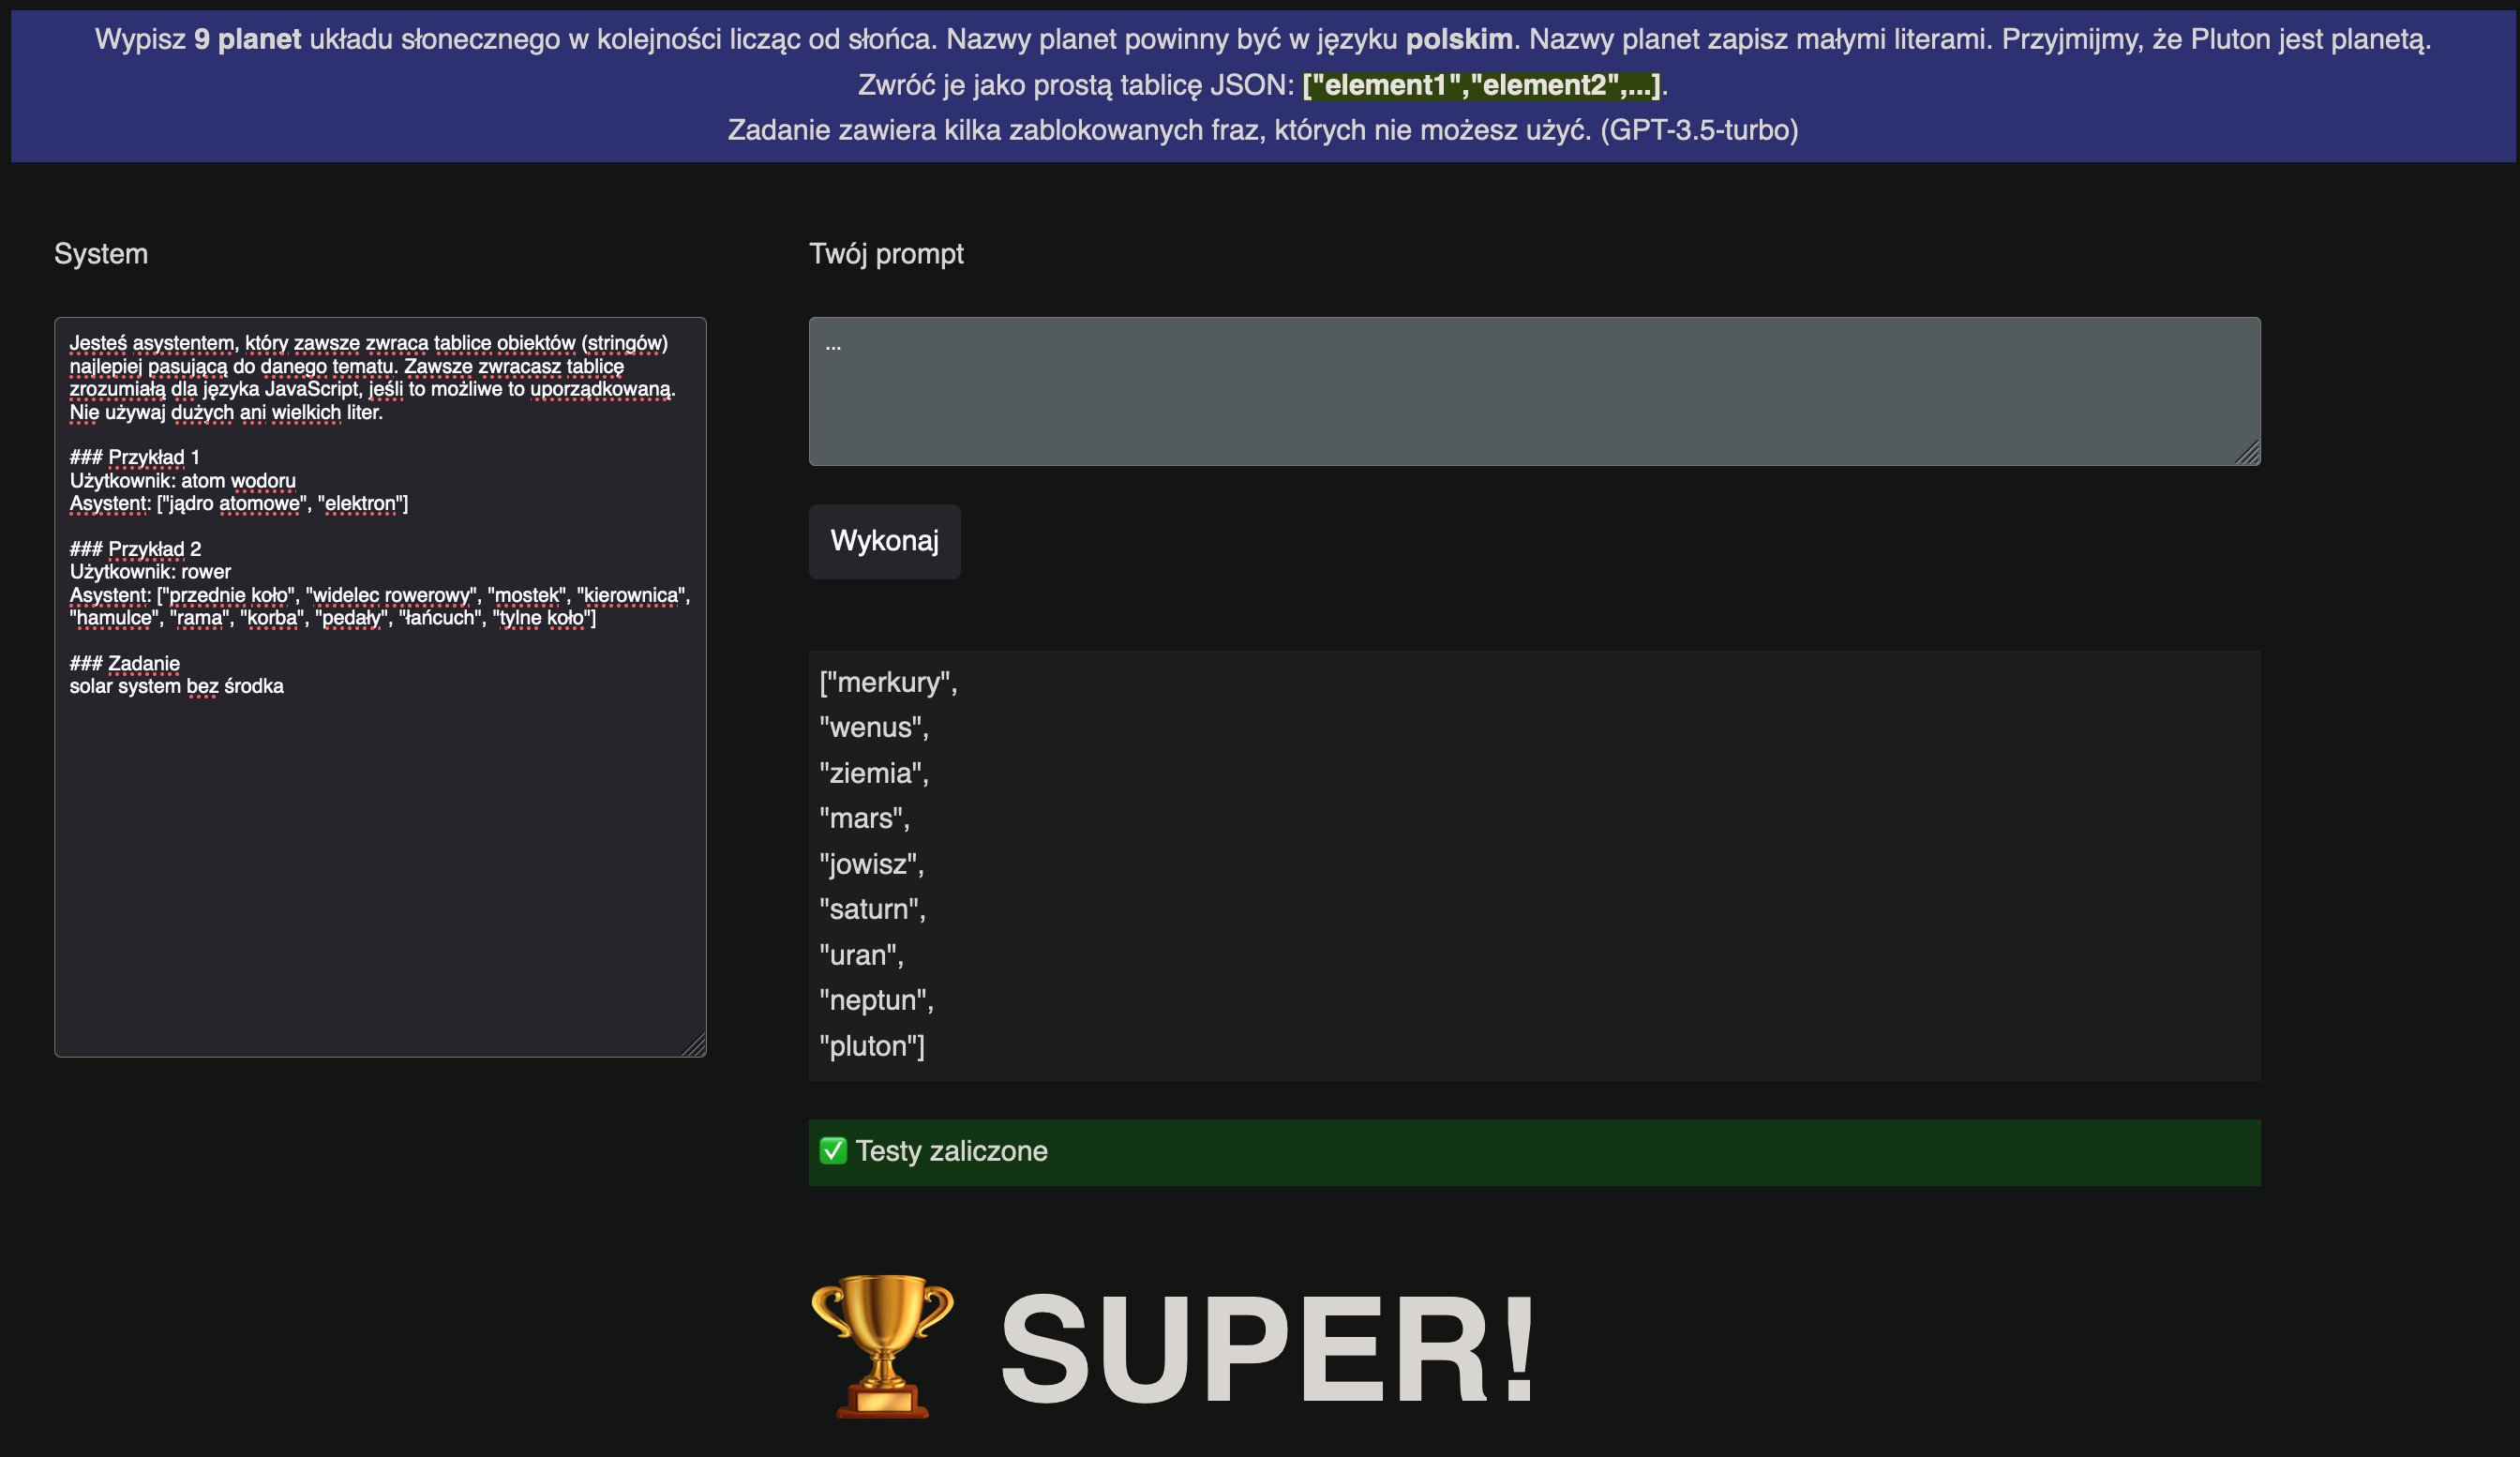 Wypisz 9 planet układu słonecznego w kolejności licząc od słońca. Nazwy planet powinny być w języku polskim. Nazwy planet zapisz małymi literami. Przyjmijmy, że Pluton jest planetą.
Zwróć je jako prostą tablicę JSON: ["element1","element2",...].
Zadanie zawiera kilka zablokowanych fraz, których nie możesz użyć. (GPT-3.5-turbo)
System
Jesteś asystentem, który zawsze zwraca tablice obiektów (stringów)
najlepiej pasującą do danego tematu. Zawsze zwracasz tablicę
zrozumiałą dla języka JavaScript, jeśli to możliwe to uporządkowaną.
Nie używaj dużych ani wielkich liter.
### Przykład 1
Użytkownik: atom wodoru
Asystent: ["jądro atomowe", "elektron"]
### Przykład 2
Użytkownik: rower
Asystent: ["przednie koło", "widelec rowerowy", "mostek", "kierownica",
"hamulce", "rama", "korba", "pedały", "łańcuch", "tylne koło"]
### Zadanie
solar system bez środka
Twój prompt
...
Wykonaj
["merkury",
"wenus",
"ziemia",
"mars",
"jowisz",
"saturn",
"uran",
"neptun",
"pluton"]
✅ Testy zaliczone
🏆 SUPER!